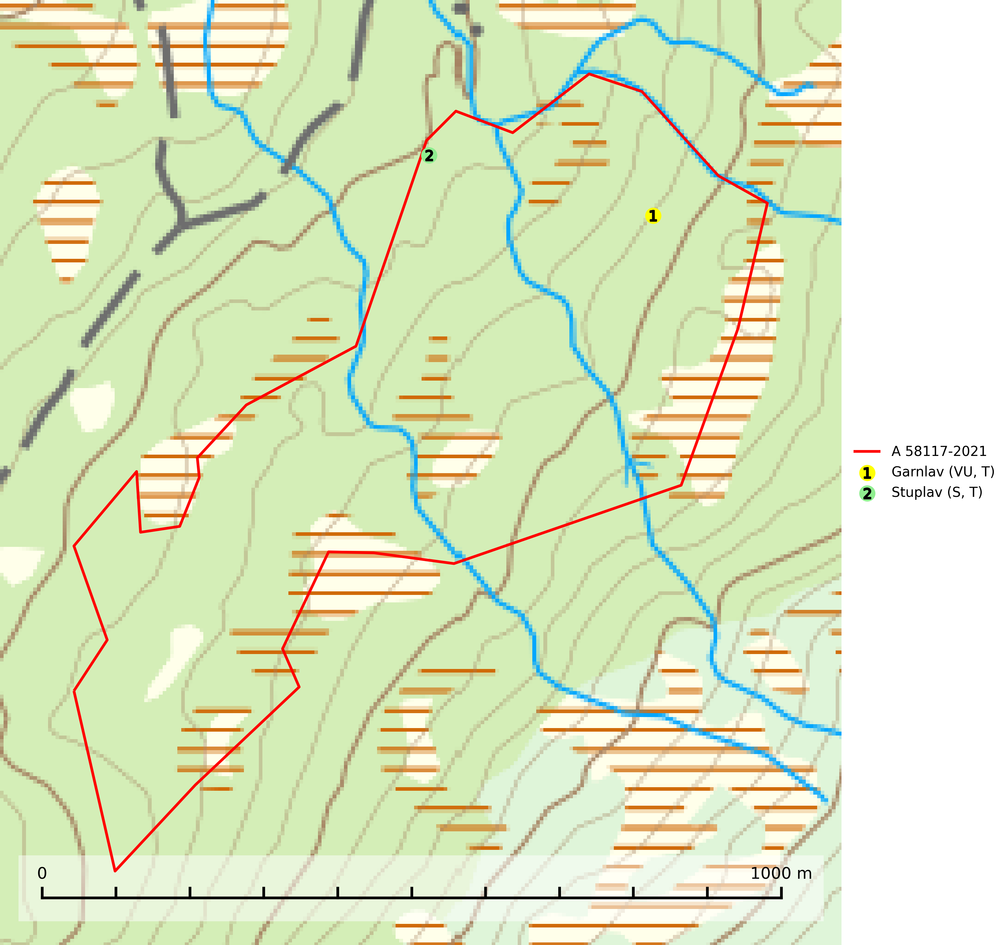 2
1
A 58117-2021
1 Garnlav (VU, T)
2 Stuplav (S, T)
0 1000 m